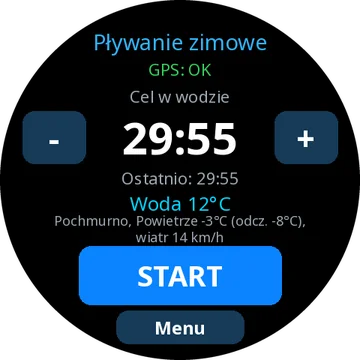 Pływanie zimowe
GPS: OK
Cel w wodzie
- 29:55 +
Ostatnio: 29:55
Woda 12°C
Pochmurno, Powietrze -3°C (odcz. -8°C),
wiatr 14 km/h
START
Menu